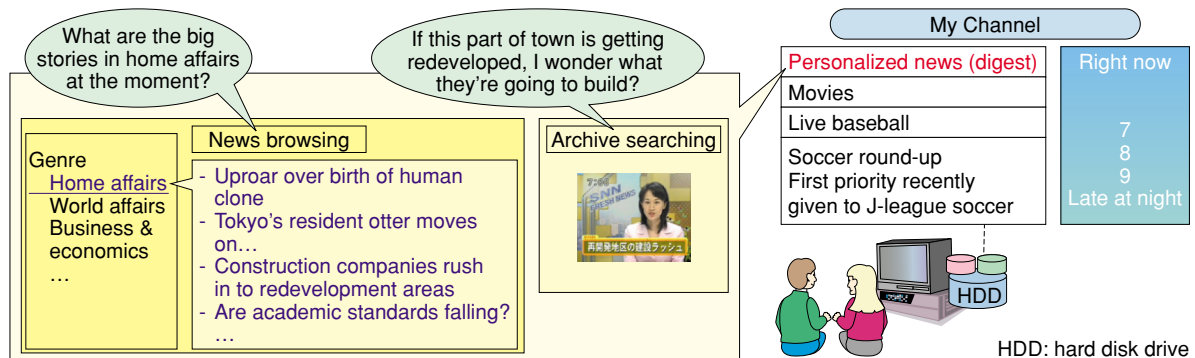 What are the big
stories in home affairs
at the moment?
If this part of town is getting
redeveloped, I wonder what
they’re going to build?
News browsing
Genre
Home affairs
World affairs
Business &
economics
…
- Uproar over birth of human
clone
- Tokyo’s resident otter moves
on…
- Construction companies rush
in to redevelopment areas
- Are academic standards falling?
…
Archive searching
SNN
FRESH NEWS
再開発地区の建設ラッシュ
My Channel
Personalized news (digest)
Movies
Live baseball
Soccer round-up
First priority recently
given to J-league soccer
Right now
7
8
9
Late at night
HDD
HDD: hard disk drive